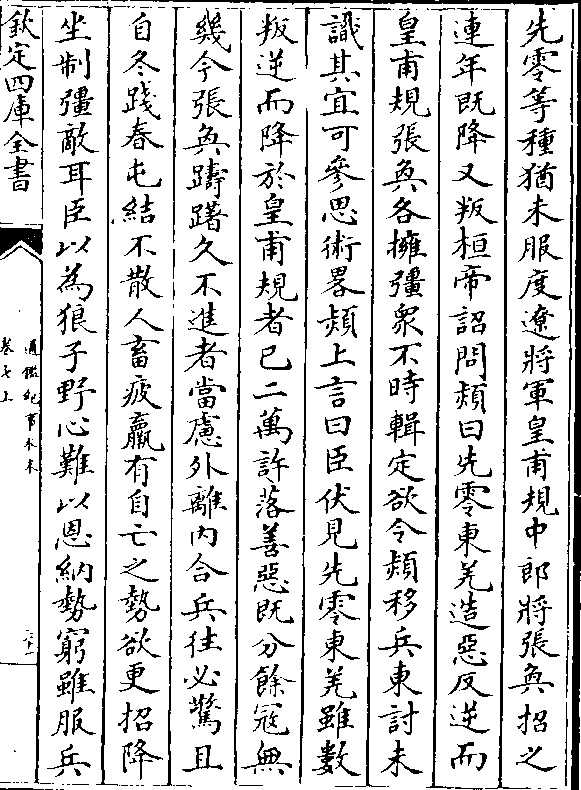 先零等種猶未服度遼將軍皇甫規中郎將張奐招之
連年既降又叛桓帝詔問熲曰先零東羌造惡反逆而
皇甫規張奐各擁彊眾不時輯定欲令熲移兵東討未
識其宜可參思術畧熲上言曰臣伏見先零東羌雖數
叛逆而降於皇甫規者已二萬許落善惡既分餘冦無
幾今張奐躊躇久不進者當慮外離内合兵往必驚且
自冬踐春屯結不散人畜疲羸有自亡之勢欲更招降
坐制彊敵耳臣以為狼子野心難以恩納勢窮雖服兵
欽定四庫全書
通鑑紀事本末
卷七上